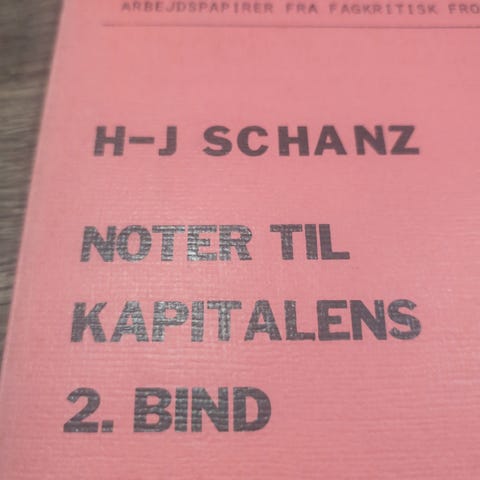 ARBEJDSPAPIRER FRA FAGKRITISK FRO
H-J SCHANZ
NOTER TIL
KAPITALENS
2. BIND